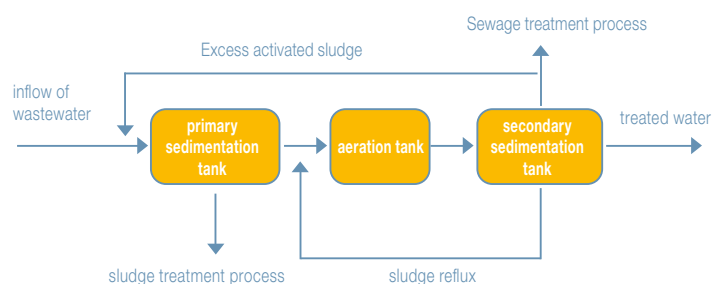 Sewage treatment process
Excess activated sludge
inflow of
wastewater
primary
sedimentation
tank
aeration tank
secondary
sedimentation
tank
treated water
sludge treatment process
sludge reflux